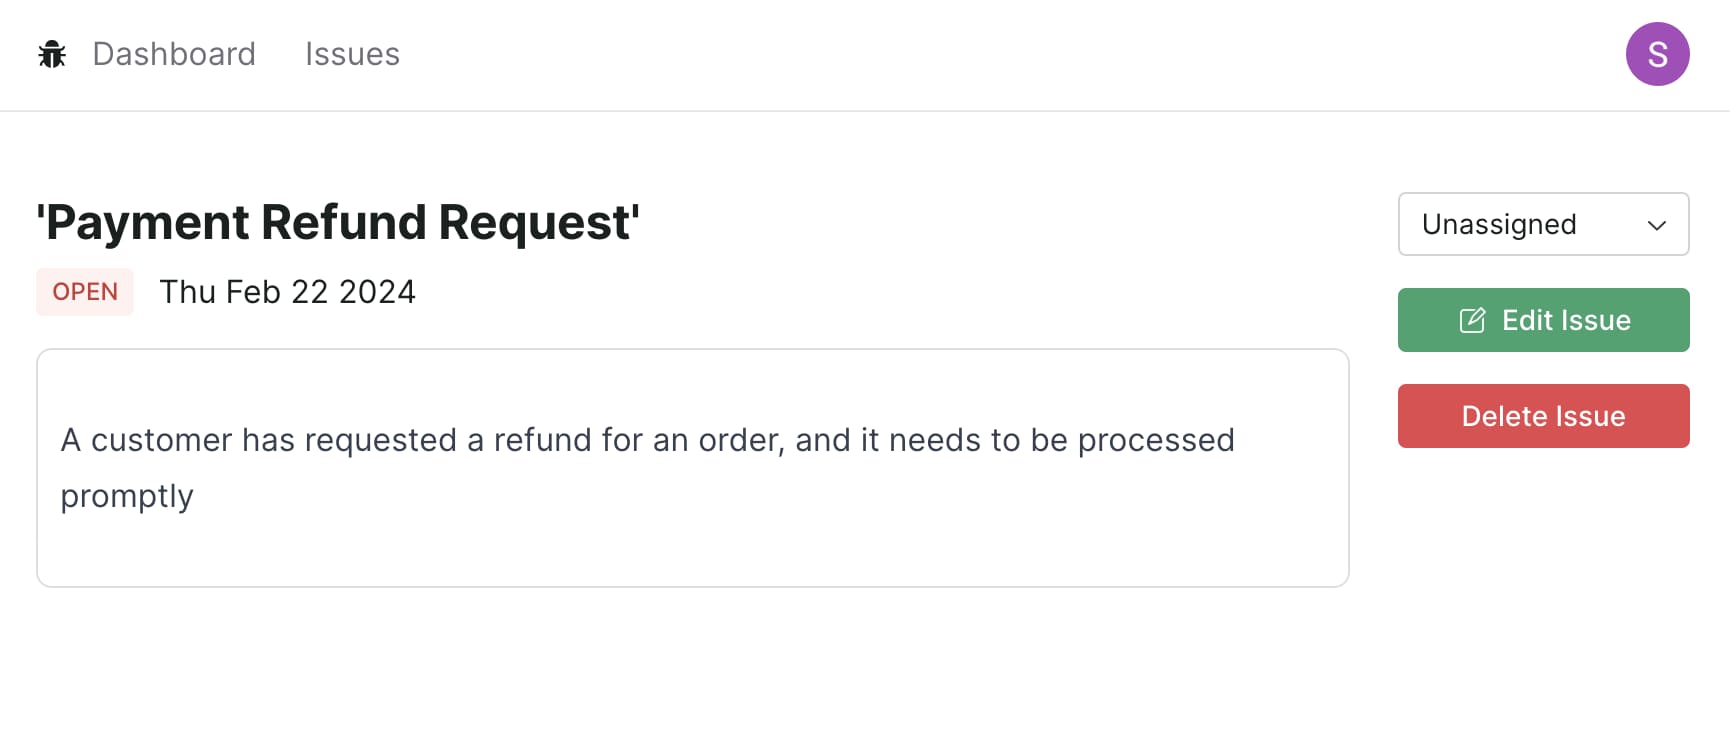 Dashboard Issues S
'Payment Refund Request'
Unassigned
OPEN Thu Feb 22 2024
Edit Issue
Delete Issue
A customer has requested a refund for an order, and it needs to be processed
promptly